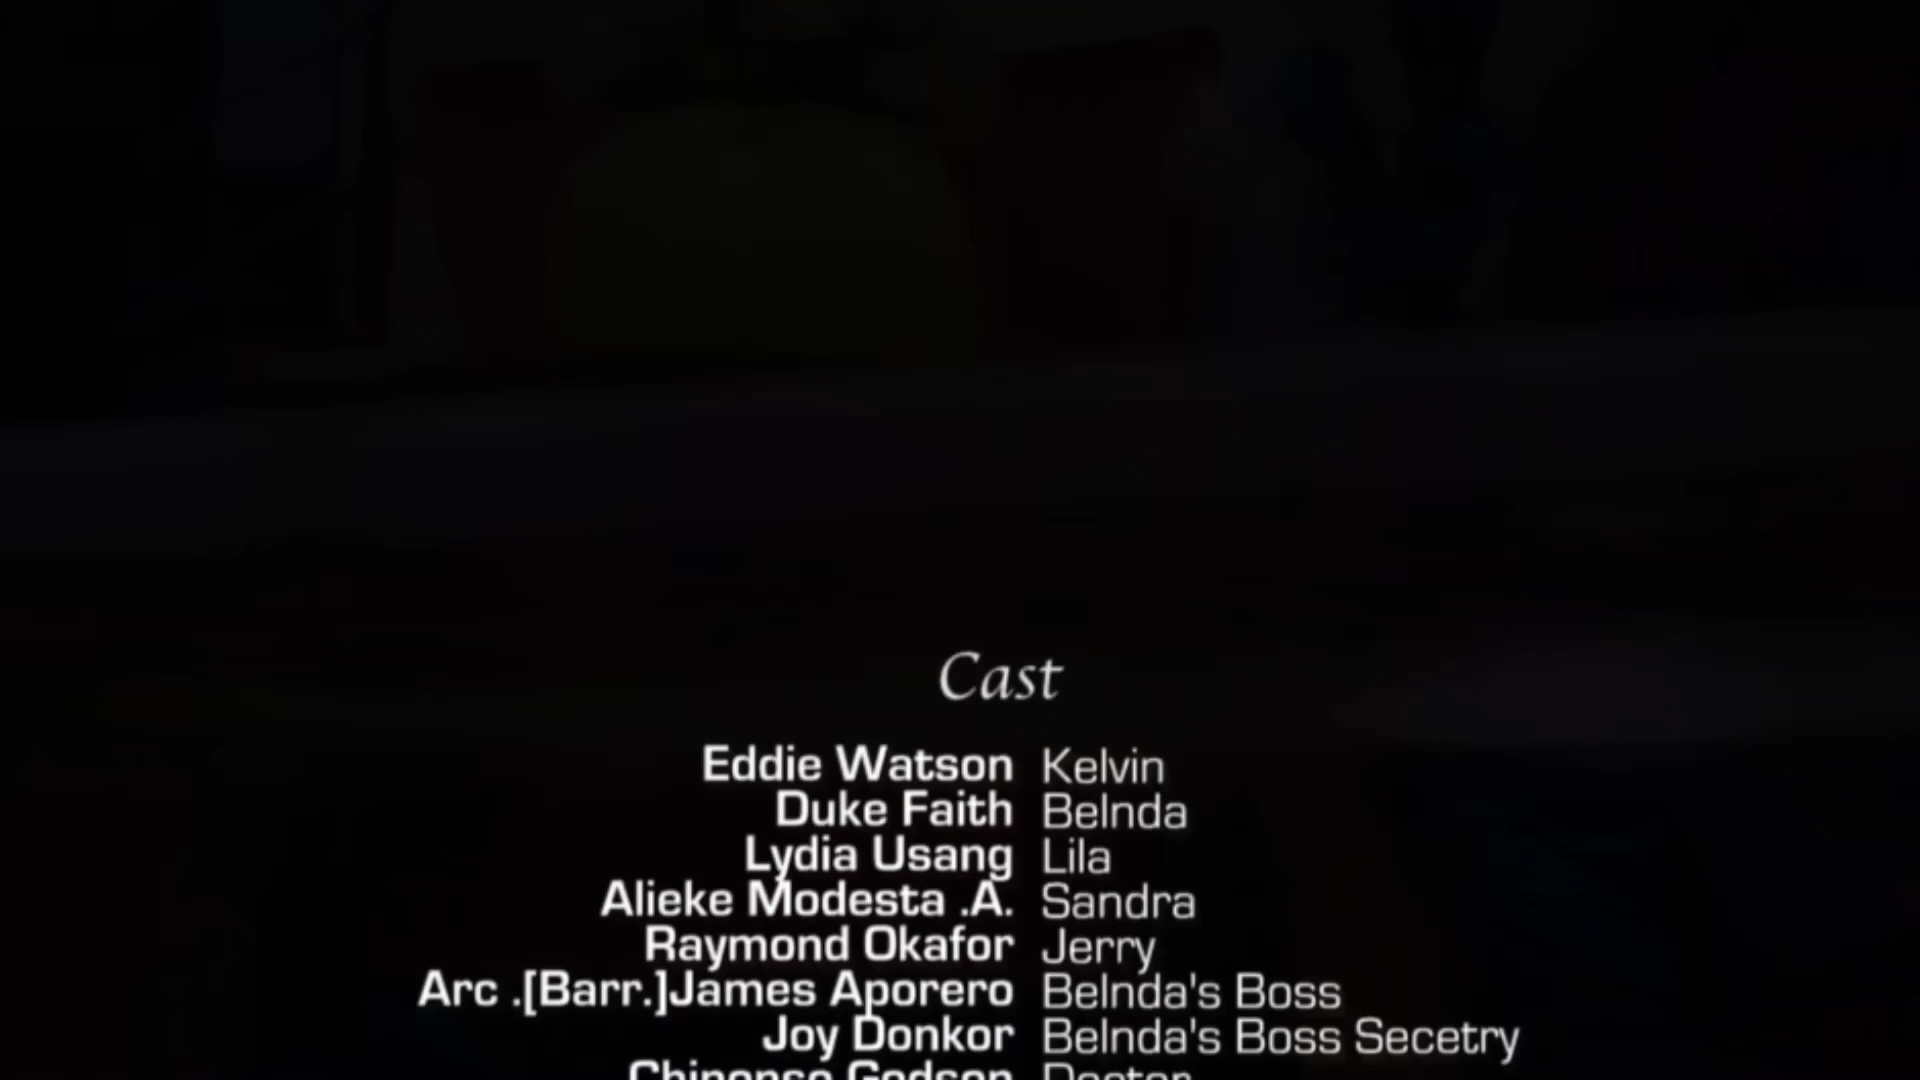 Cast
Eddie Watson Kelvin
Duke Faith Belnda
Lydia Usang Lila
Alieke Modesta .A. Sandra
Raymond Okafor Jerry
Arc .[Barr.]James Aporero Belnda's Boss
Joy Donkor Belnda's Boss Secetry